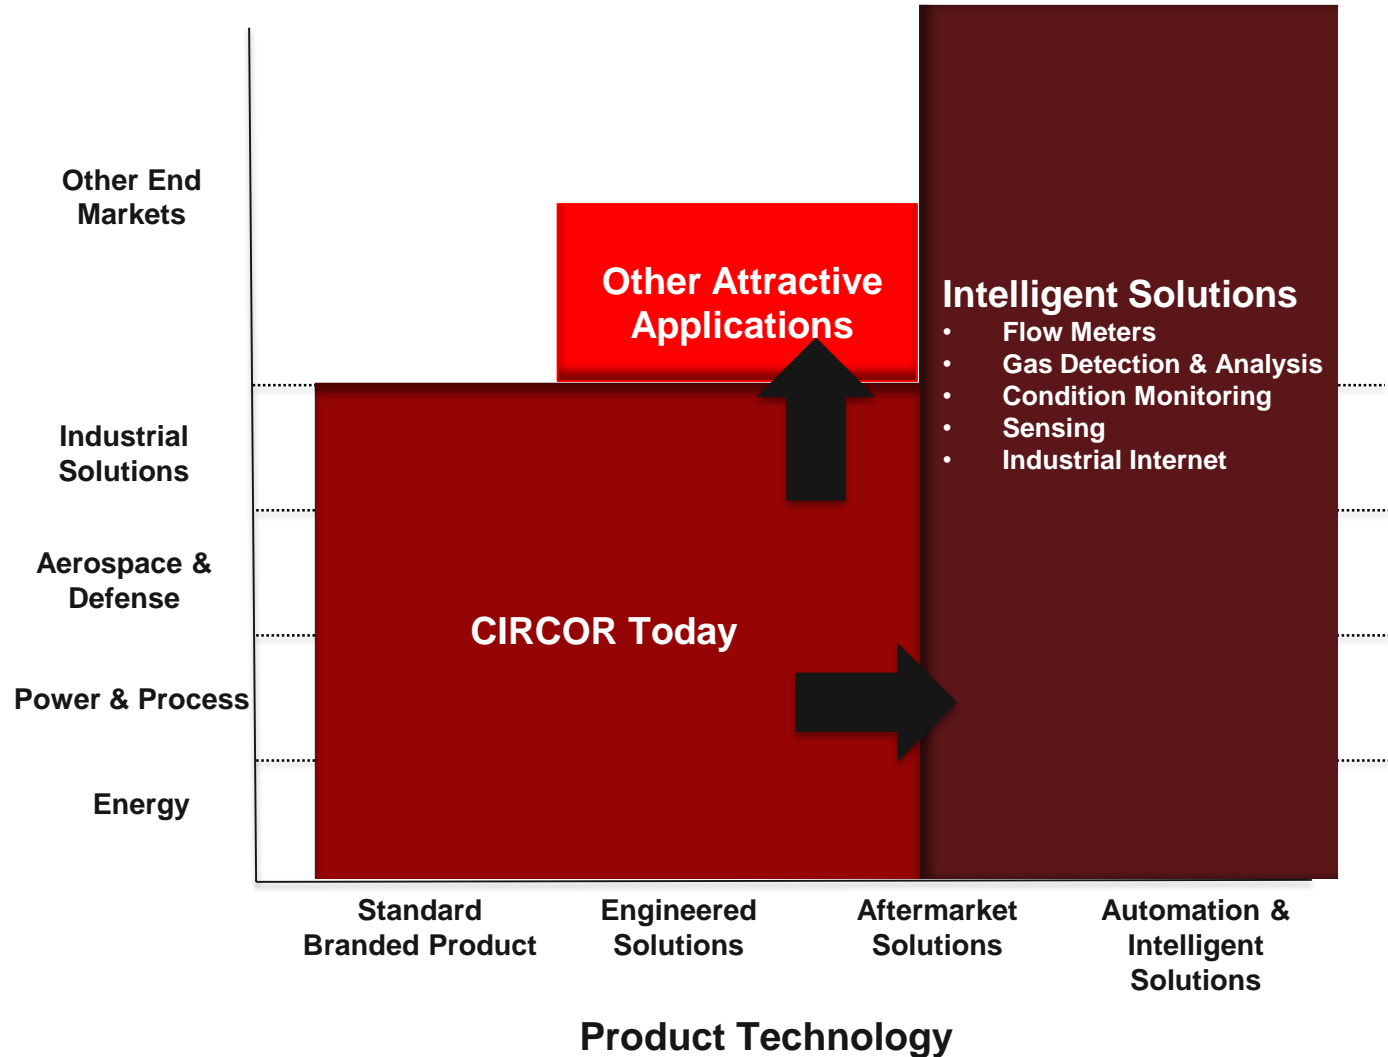 Other End
Markets
Industrial
Solutions
Aerospace &
Defense
Power & Process
Energy
Other Attractive
Applications
CIRCOR Today
Intelligent Solutions
• Flow Meters
• Gas Detection & Analysis
• Condition Monitoring
• Sensing
• Industrial Internet
Standard
Branded Product
Engineered
Solutions
Aftermarket
Solutions
Automation &
Intelligent
Solutions
Product Technology